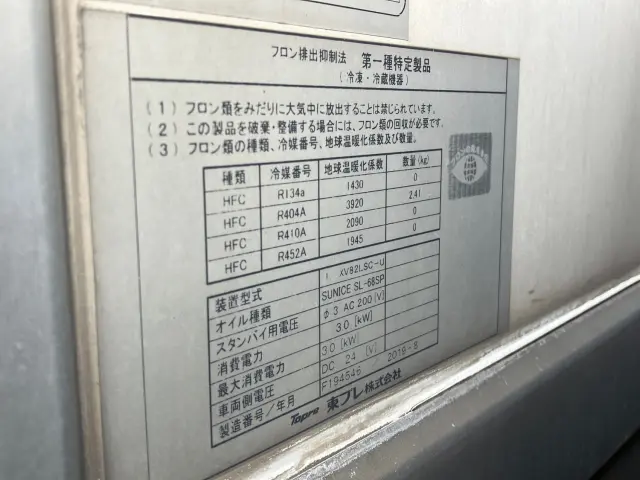 フロン排出抑制法 第一種特定製品
(冷凍・冷蔵機器)
(1) フロン類をみだりに大気中に放出することは禁じられています。
(2) この製品を破棄・整備する場合には、フロン類の回収が必要です。
(3) フロン類の種類、冷媒番号、地球温暖化係数及び数量。
種類 冷媒番号 地球温暖化係数 数量(kg)
HFC R134a 1430 0
HFC R404A 3920 2.41
HFC R410A 2090 0
HFC R452A 1945 0
装置型式 XV82LSC-U
オイル種類 SUNICE SL-68SP
スタンバイ用電圧 φ3 AC 200 [V]
消費電力 3.0 [kW]
最大消費電力 3.0 [kW]
車両側電圧 DC 24 [V]
製造番号/年月 F194546 2019-8
Topre 東プレ株式会社